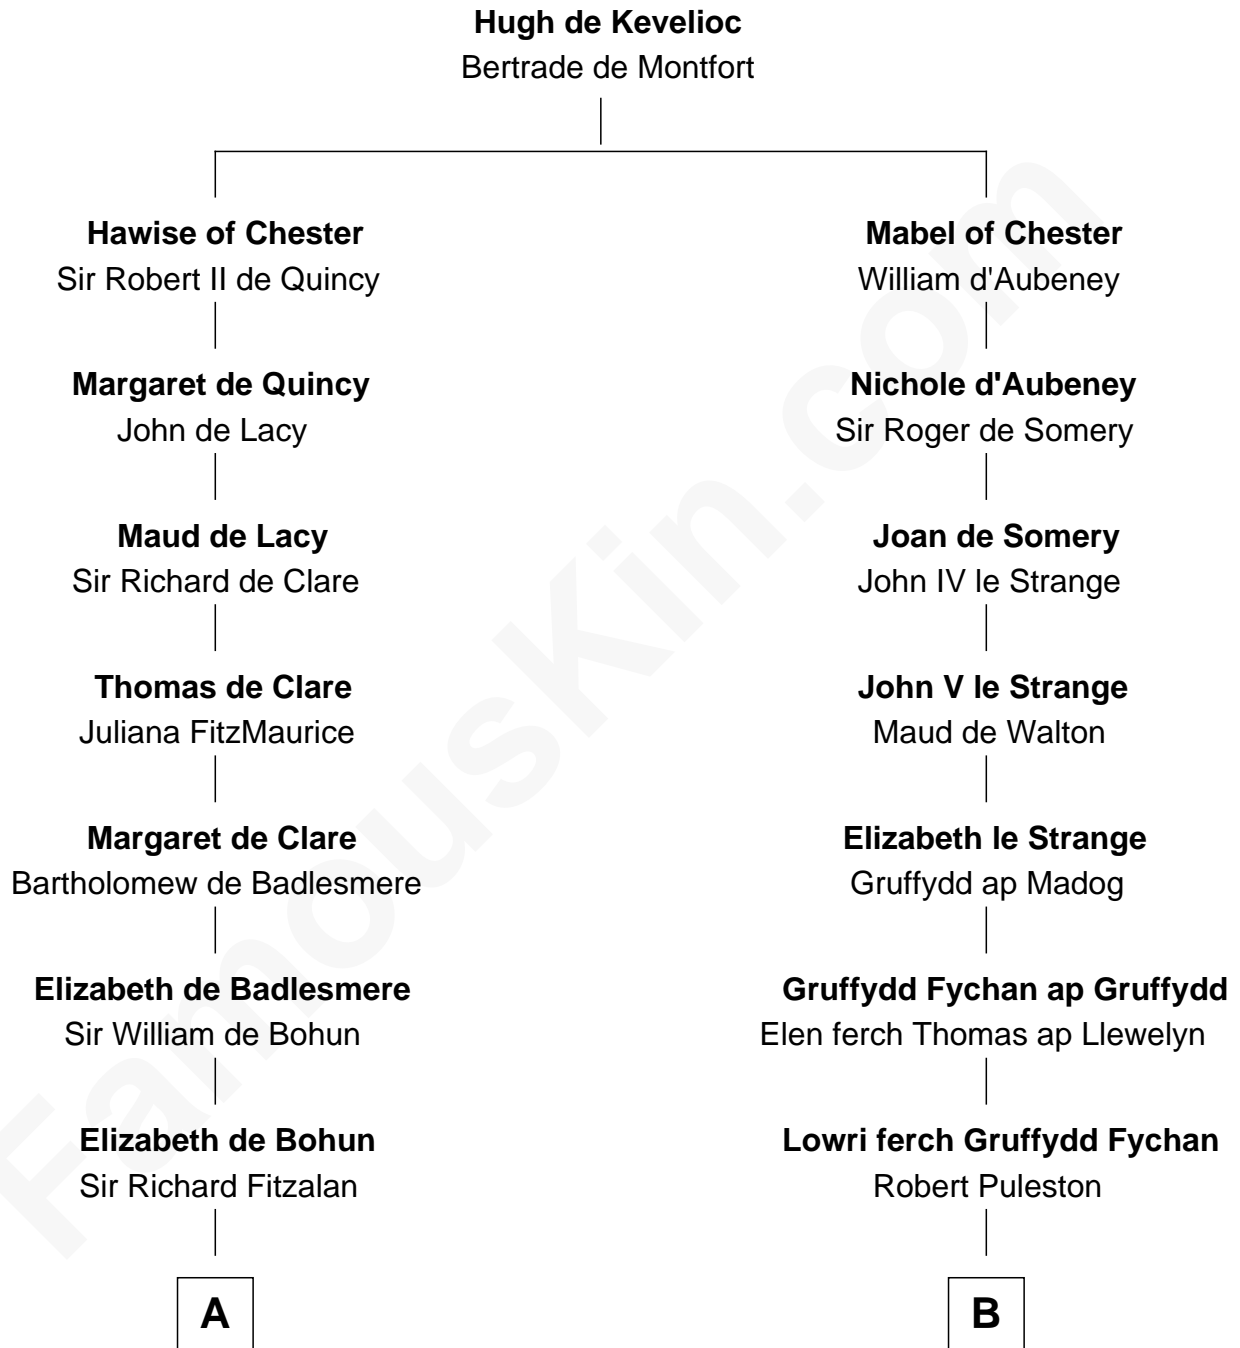 Hugh de Kevelioc
Bertrade de Montfort
Hawise of Chester
Sir Robert II de Quincy
Mabel of Chester
William d'Aubeney
Margaret de Quincy
John de Lacy
Nichole d'Aubeney
Sir Roger de Somery
Maud de Lacy
Sir Richard de Clare
Joan de Somery
John IV le Strange
Thomas de Clare
Juliana FitzMaurice
John V le Strange
Maud de Walton
Margaret de Clare
Bartholomew de Badlesmere
Elizabeth le Strange
Gruffydd ap Madog
Elizabeth de Badlesmere
Sir William de Bohun
Gruffydd Fychan ap Gruffydd
Elen ferch Thomas ap Llewelyn
Elizabeth de Bohun
Sir Richard Fitzalan
Lowri ferch Gruffydd Fychan
Robert Puleston
A
B
FamousKin.com